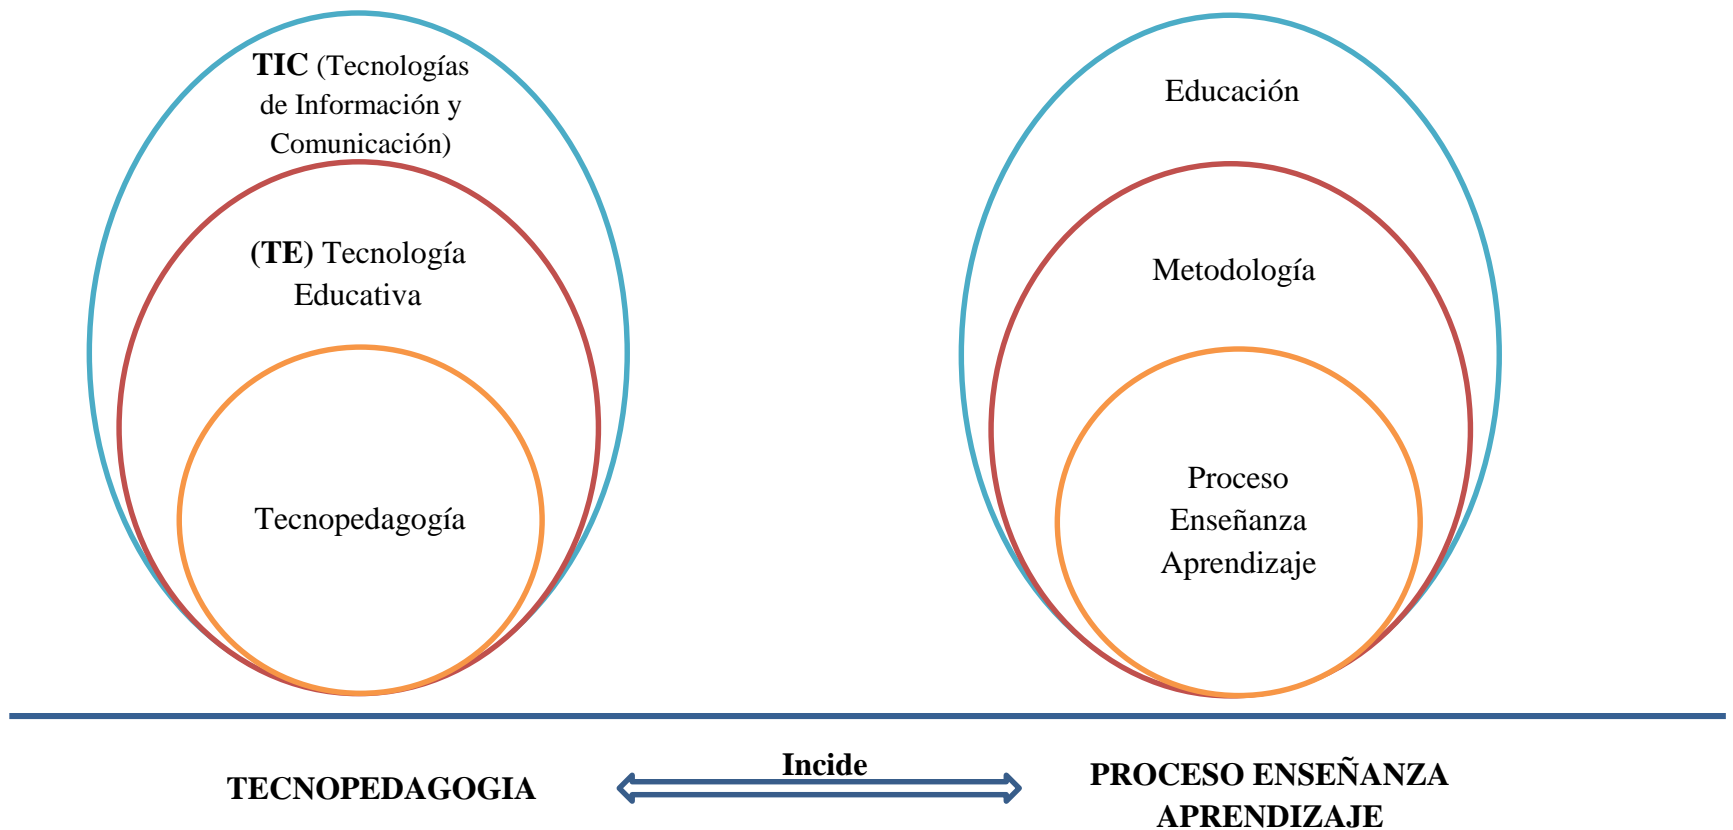 TIC (Tecnologías
de Información y
Comunicación)
(TE) Tecnología
Educativa
Tecnopedagogía
Educación
Metodología
Proceso
Enseñanza
Aprendizaje
TECNOPEDAGOGIA
Incide
PROCESO ENSEÑANZA
APRENDIZAJE